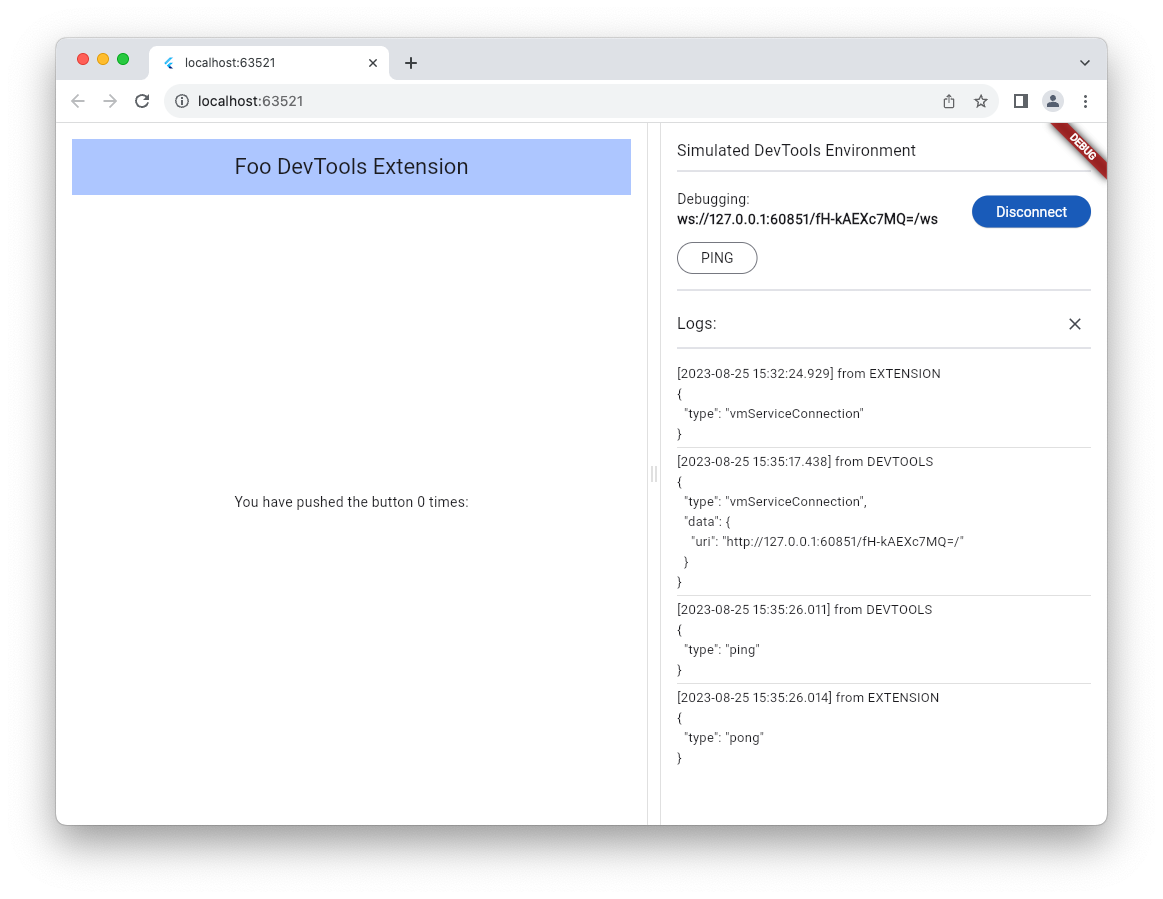 localhost:63521
localhost:63521
Foo DevTools Extension
You have pushed the button 0 times:
Simulated DevTools Environment
DEBUG
Debugging:
ws://127.0.0.1:60851/fH-kAEXc7MQ=/ws
Disconnect
PING
Logs:
[2023-08-25 15:32:24.929] from EXTENSION
{
"type": "vmServiceConnection"
}
[2023-08-25 15:35:17.438] from DEVTOOLS
{
"type": "vmServiceConnection",
"data": {
"uri": "http://127.0.0.1:60851/fH-kAEXc7MQ=/"
}
}
[2023-08-25 15:35:26.011] from DEVTOOLS
{
"type": "ping"
}
[2023-08-25 15:35:26.014] from EXTENSION
{
"type": "pong"
}